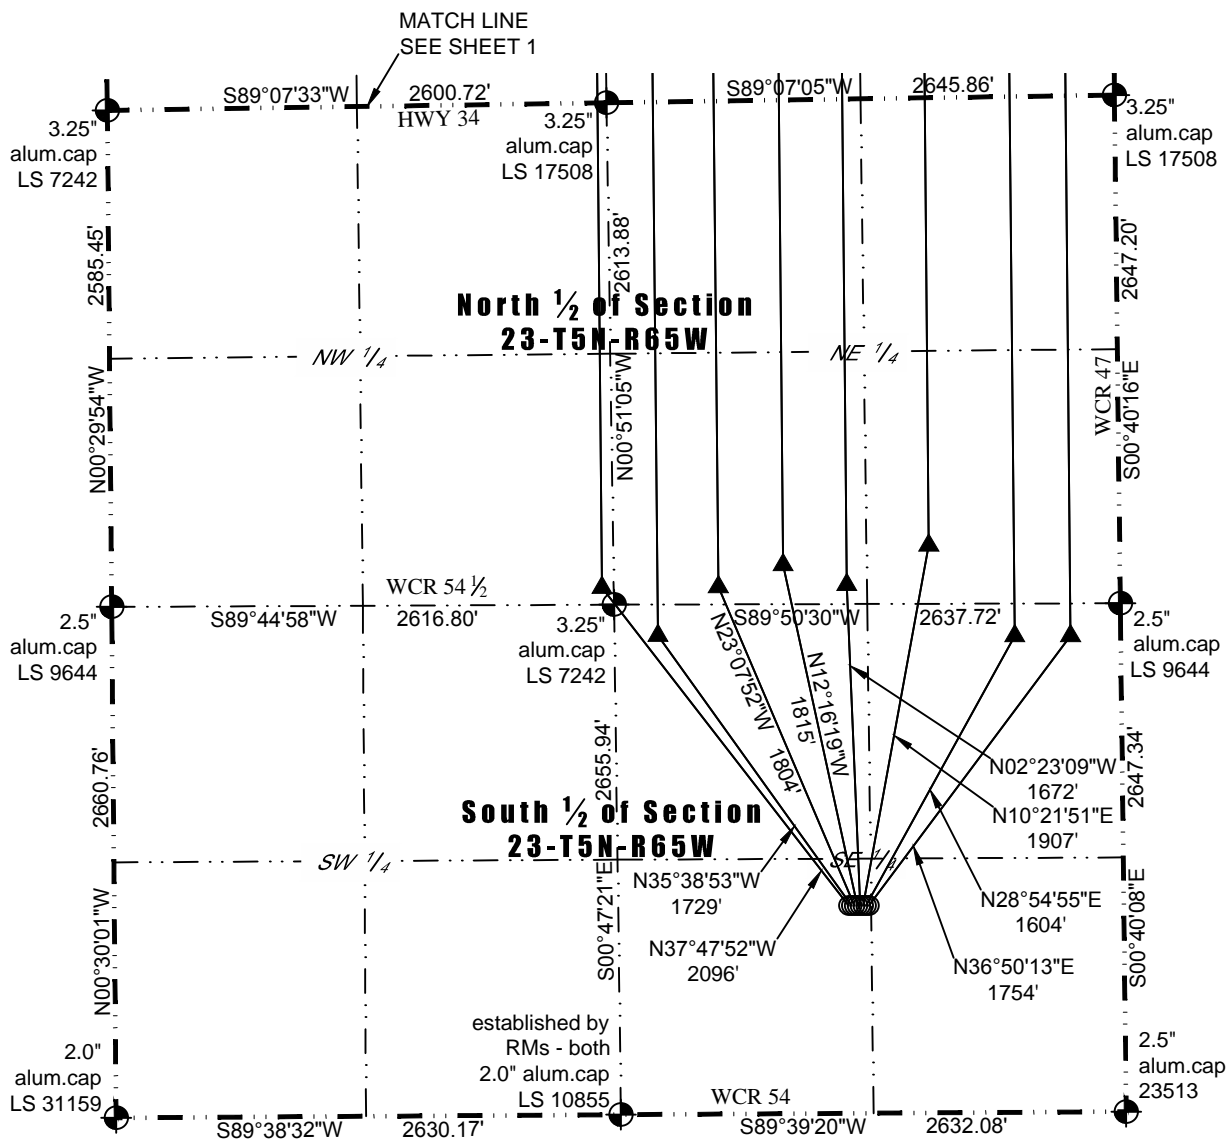 MATCH LINE
SEE SHEET 1
S89°07'33"W
2600.72'
HWY 34
S89°07'05"W
2645.86'
3.25"
alum.cap
LS 7242
3.25"
alum.cap
LS 17508
3.25"
alum.cap
LS 17508
2585.45'
N00°29'54"W
2613.88'
N00°51'05"W
2647.20'
S00°40'16"E
WCR 47
North ½ of Section
23-T5N-R65W
NW 1/4
NE 1/4
WCR 54 ½
S89°44'58"W
2616.80'
S89°50'30"W
2637.72'
2.5"
alum.cap
LS 9644
3.25"
alum.cap
LS 7242
2.5"
alum.cap
LS 9644
N23°07'52"W
1804'
N12°16'19"W
1815'
N02°23'09"W
1672'
N10°21'51"E
1907'
2660.76'
N00°30'01"W
2655.94'
S00°47'21"E
2647.34'
S00°40'08"E
South ½ of Section
23-T5N-R65W
SW 1/4
SE 1/4
N35°38'53"W
1729'
N37°47'52"W
2096'
N28°54'55"E
1604'
N36°50'13"E
1754'
2.0"
alum.cap
LS 31159
established by
RMs - both
2.0" alum.cap
LS 10855
2.5"
alum.cap
23513
WCR 54
S89°38'32"W
2630.17'
S89°39'20"W
2632.08'